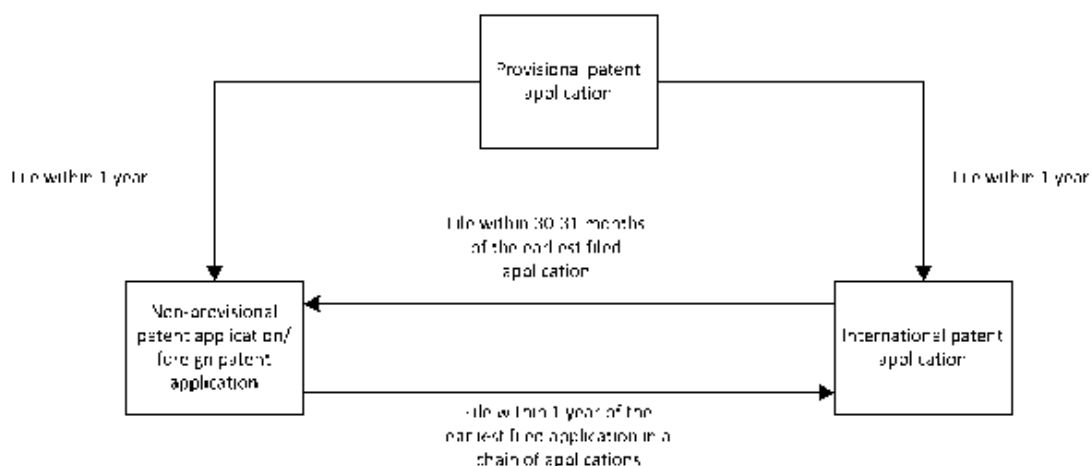 Provisional patent
application
File within 1 year
File within 1 year
File within 30-31 months
of the earliest filed
application
Non-provisional
patent application/
foreign patent
application
International patent
application
File within 1 year of the
earliest filed application in a
chain of applications